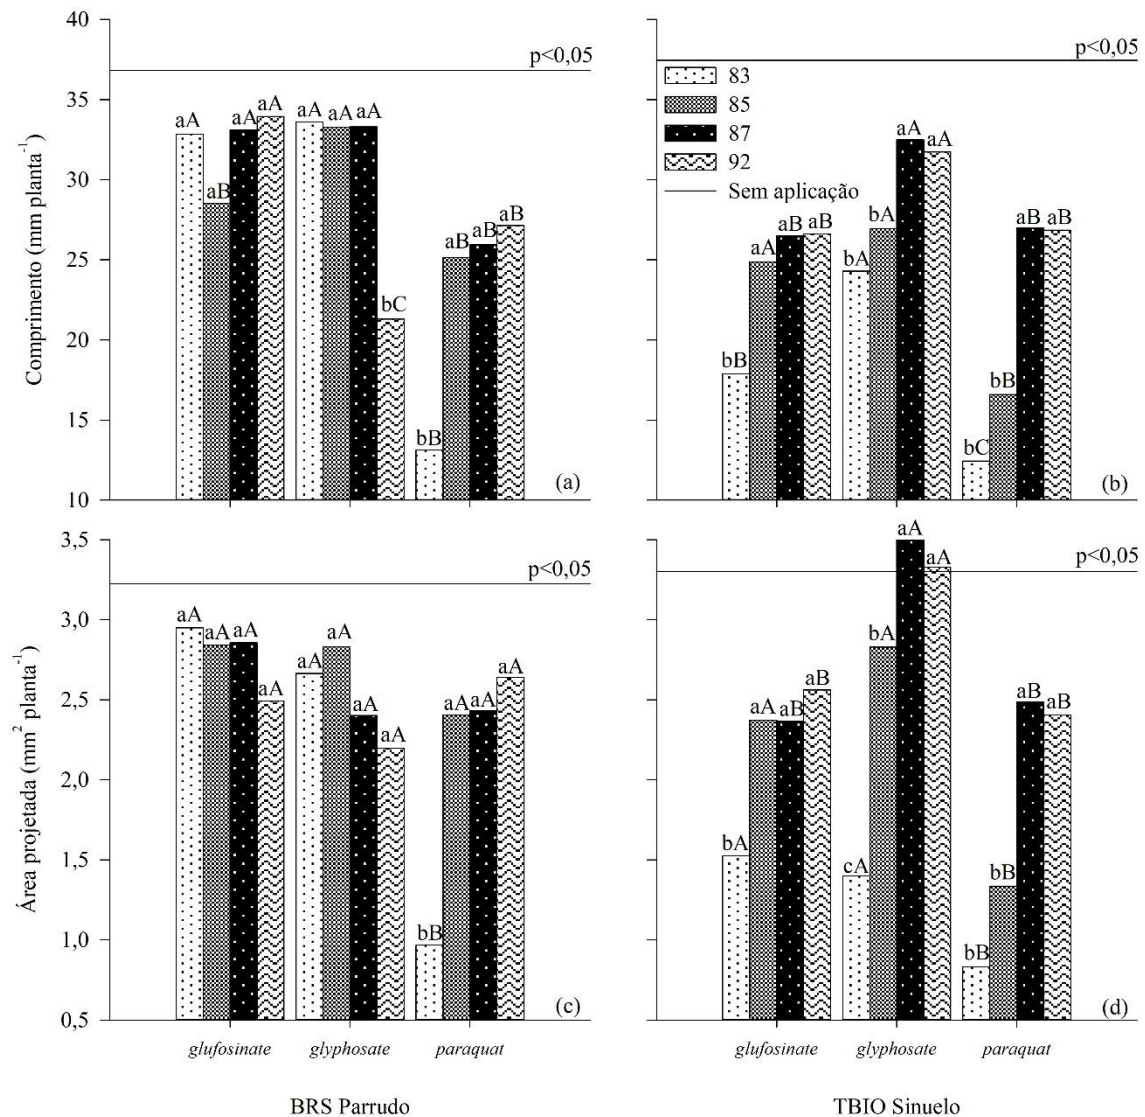 Comprimento (mm planta⁻¹)
40
35
30
25
20
15
10
p<0,05
aA
aB
aA
aA
aA
aA
aA
bC
bB
aB
aB
aB
(a)
p<0,05
83
85
87
92
Sem aplicação
bB
aA
aB
aB
bA
bA
aA
aA
bC
bB
aB
aB
(b)
Área projetada (mm² planta⁻¹)
3,5
3,0
2,5
2,0
1,5
1,0
0,5
p<0,05
aA
aA
aA
aA
aA
aA
aA
aA
bB
aA
aA
aA
(c)
glufosinate glyphosate paraquat
BRS Parrudo
p<0,05
bA
aA
aB
aB
cA
bA
aA
aA
bB
bB
aB
aB
(d)
glufosinate glyphosate paraquat
TBIO Sinuelo